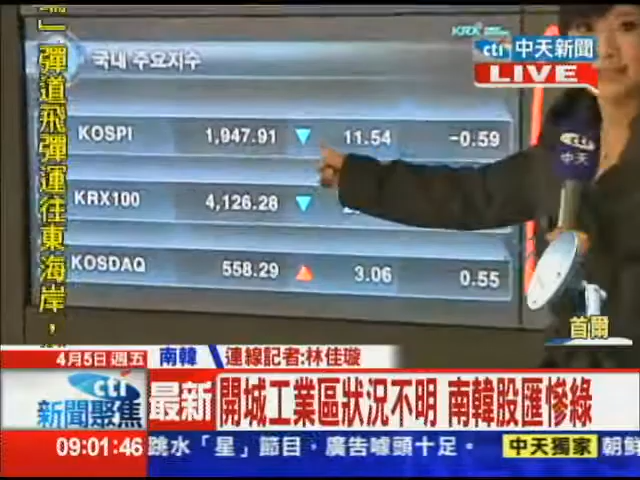 彈道飛彈運往東海岸，
KRX
cti 中天新聞
LIVE
국내 주요지수
KOSPI 1,947.91 ▼ 11.54 -0.59
KRX100 4,126.28 ▼
KOSDAQ 558.29 ▲ 3.06 0.55
中天
首爾
4月5日 週五 南韓 連線記者:林佳璇
cti
新聞聚焦
最新 開城工業區狀況不明 南韓股匯慘綠
09:01:46 跳水「星」節目，廣告噱頭十足。 中天獨家 朝鮮